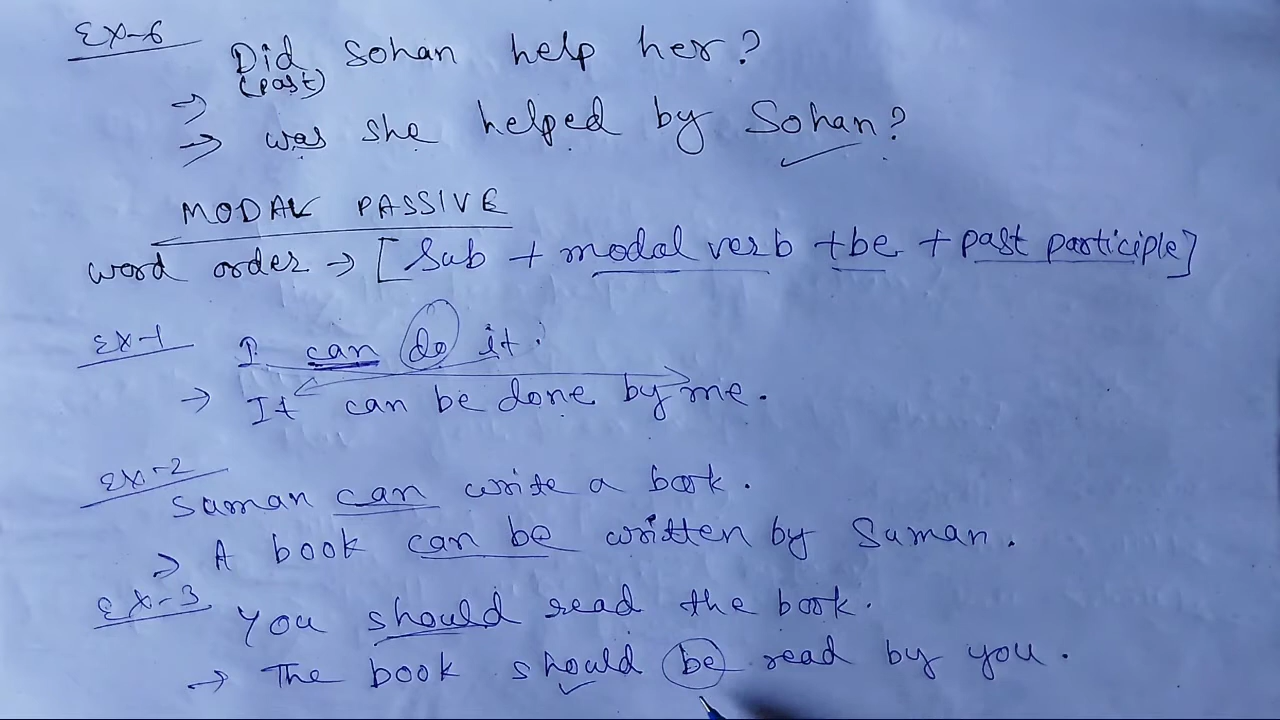 Ex-6 Did Sohan help her?
(past)
→ was she helped by Sohan?
MODAL PASSIVE
word order → [Sub + modal verb + be + past participle]
Ex-1 I can do it.
→ It can be done by me.
Ex-2
Suman can write a book.
→ A book can be written by Suman.
Ex-3 You should read the book.
→ The book should be read by you.